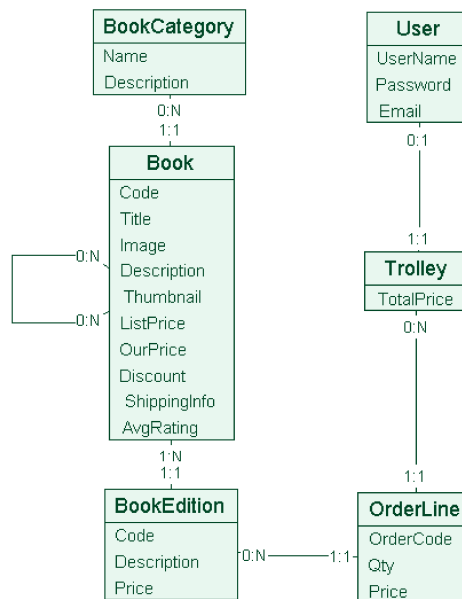 BookCategory
Name
Description
0:N
1:1
Book
Code
Title
Image
Description
Thumbnail
ListPrice
OurPrice
Discount
ShippingInfo
AvgRating
0:N
0:N
1:N
1:1
BookEdition
Code
Description
Price
0:N
1:1
User
UserName
Password
Email
0:1
1:1
Trolley
TotalPrice
0:N
1:1
OrderLine
OrderCode
Qty
Price